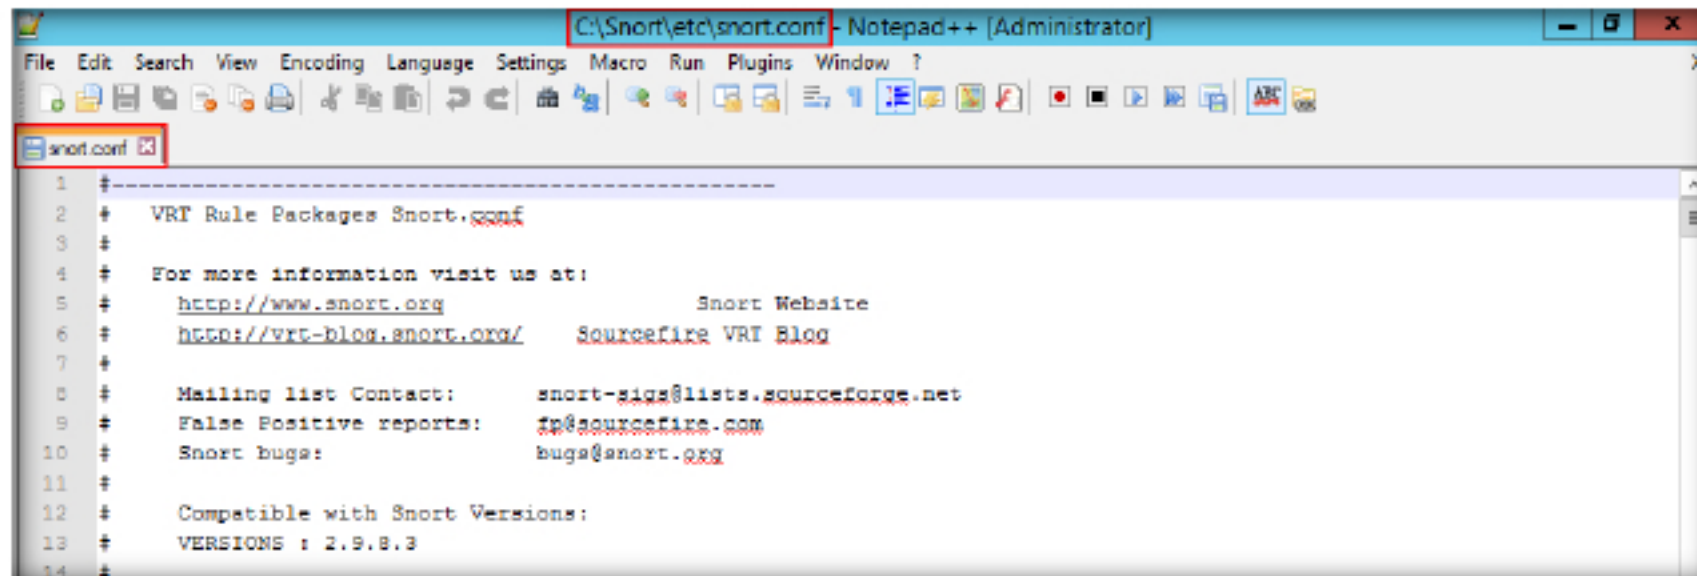 C:\Snort\etc\snort.conf - Notepad++ [Administrator]
File Edit Search View Encoding Language Settings Macro Run Plugins Window ?
snort.conf
1 #--------------------------------------------------
2 # VRT Rule Packages Snort.conf
3 #
4 # For more information visit us at:
5 # http://www.snort.org Snort Website
6 # http://vrt-blog.snort.org/ Sourcefire VRT Blog
7 #
8 # Mailing list Contact: snort-sigs@lists.sourceforge.net
9 # False Positive reports: fp@sourcefire.com
10 # Snort bugs: bugs@snort.org
11 #
12 # Compatible with Snort Versions:
13 # VERSIONS : 2.9.8.3
14 #